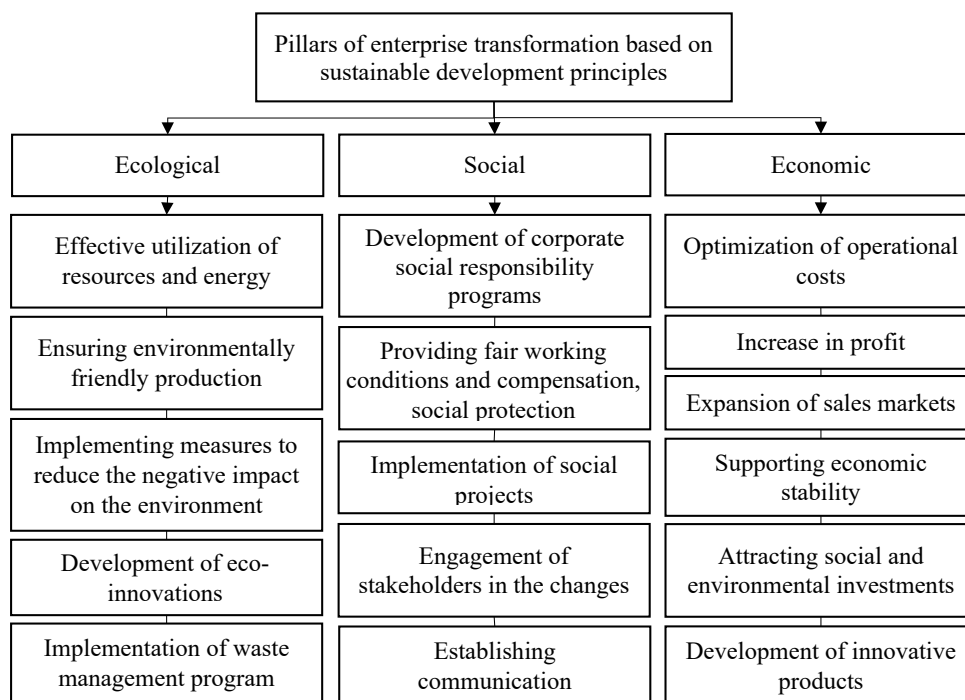 Pillars of enterprise transformation based on
sustainable development principles
Ecological
Social
Economic
Effective utilization of
resources and energy
Ensuring environmentally
friendly production
Implementing measures to
reduce the negative impact
on the environment
Development of eco-
innovations
Implementation of waste
management program
Development of corporate
social responsibility
programs
Providing fair working
conditions and compensation,
social protection
Implementation of social
projects
Engagement of
stakeholders in the changes
Establishing
communication
Optimization of operational
costs
Increase in profit
Expansion of sales markets
Supporting economic
stability
Attracting social and
environmental investments
Development of innovative
products